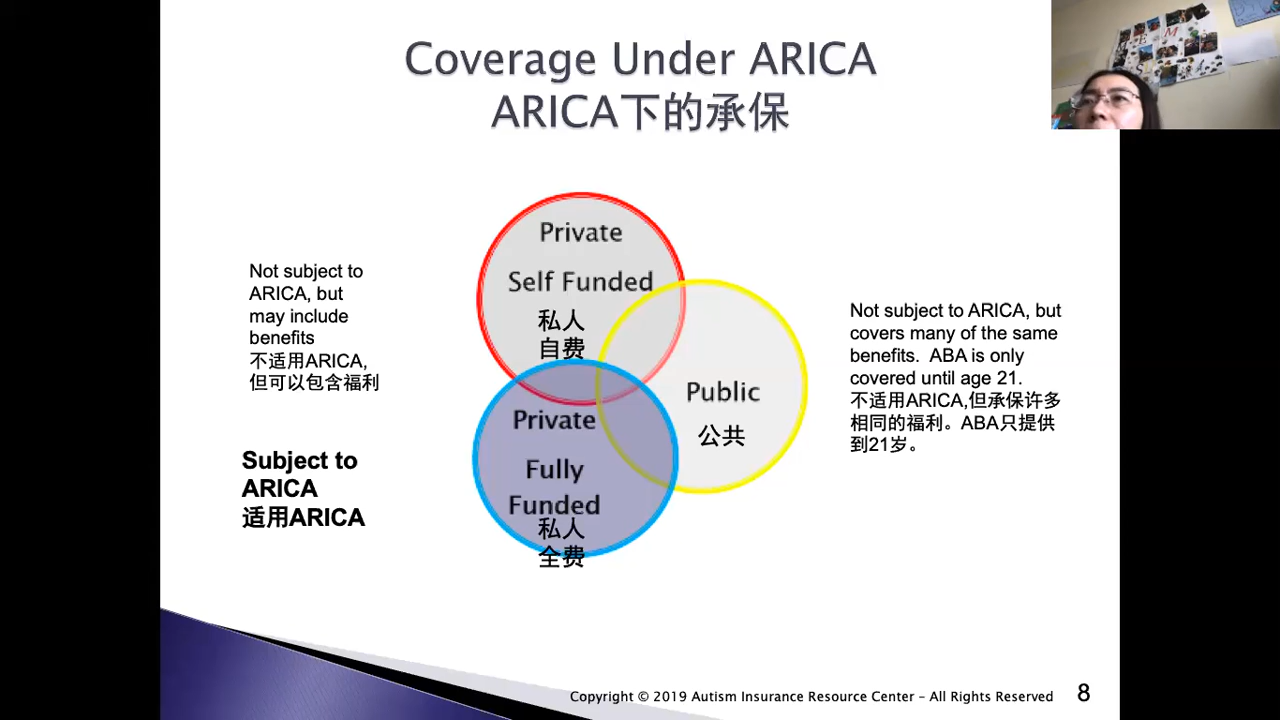 Coverage Under ARICA
ARICA下的承保
Private
Self Funded
私人
自费
Not subject to
ARICA, but
may include
benefits
不适用ARICA,
但可以包含福利
Public
公共
Not subject to ARICA, but
covers many of the same
benefits. ABA is only
covered until age 21.
不适用ARICA,但承保许多
相同的福利。ABA只提供
到21岁。
Private
Fully
Funded
私人
全费
Subject to
ARICA
适用ARICA
Copyright © 2019 Autism Insurance Resource Center – All Rights Reserved
8